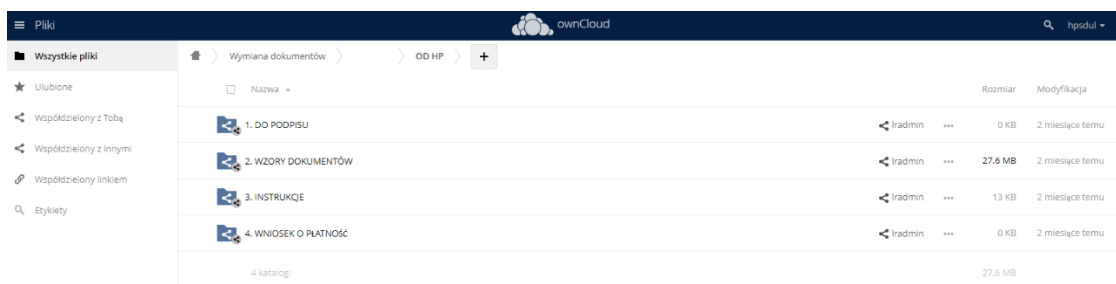 Pliki ownCloud hpsdul
Wszystkie pliki Wymiana dokumentów OD HP +
Ulubione Nazwa Rozmiar Modyfikacja
Współdzielony z Tobą 1. DO PODPISU lradmin ••• 0 KB 2 miesiące temu
Współdzielony z innymi 2. WZORY DOKUMENTÓW lradmin ••• 27.6 MB 2 miesiące temu
Współdzielony linkiem 3. INSTRUKCJE lradmin ••• 13 KB 2 miesiące temu
Etykiety 4. WNIOSEK O PŁATNOŚĆ lradmin ••• 0 KB 2 miesiące temu
4 katalogi 27.6 MB